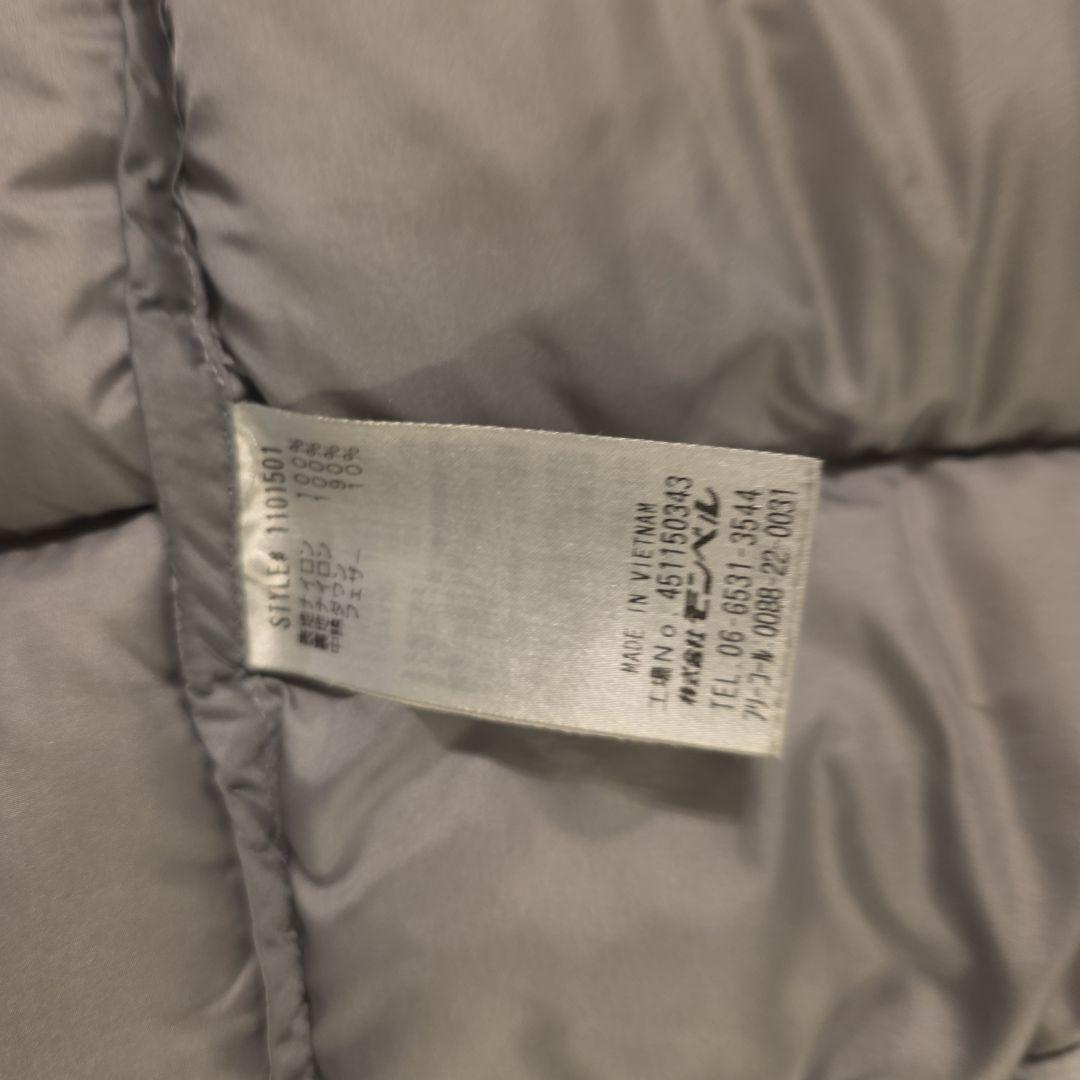 STYLE# 1101501
表地ナイロン 100%
裏地ナイロン 100%
中綿ダウン 90%
フェザー 10%
MADE IN VIETNAM
工場No. 451150343
株式会社モンベル
TEL 06-6531-3544
フリーコール 0088-22-0031